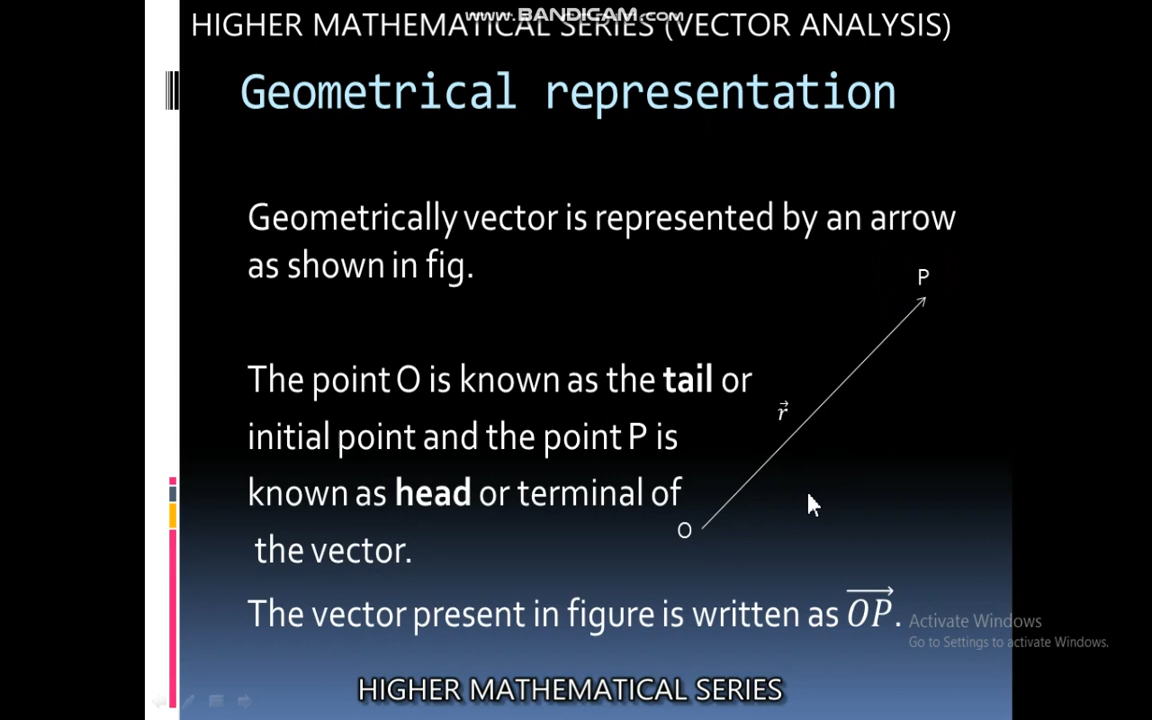 www.BANDICAM.com
HIGHER MATHEMATICAL SERIES (VECTOR ANALYSIS)
Geometrical representation
Geometrically vector is represented by an arrow
as shown in fig.
P
The point O is known as the tail or
r⃗
initial point and the point P is
known as head or terminal of
O
the vector.
The vector present in figure is written as $\overrightarrow{OP}$.
Activate Windows
Go to Settings to activate Windows.
HIGHER MATHEMATICAL SERIES